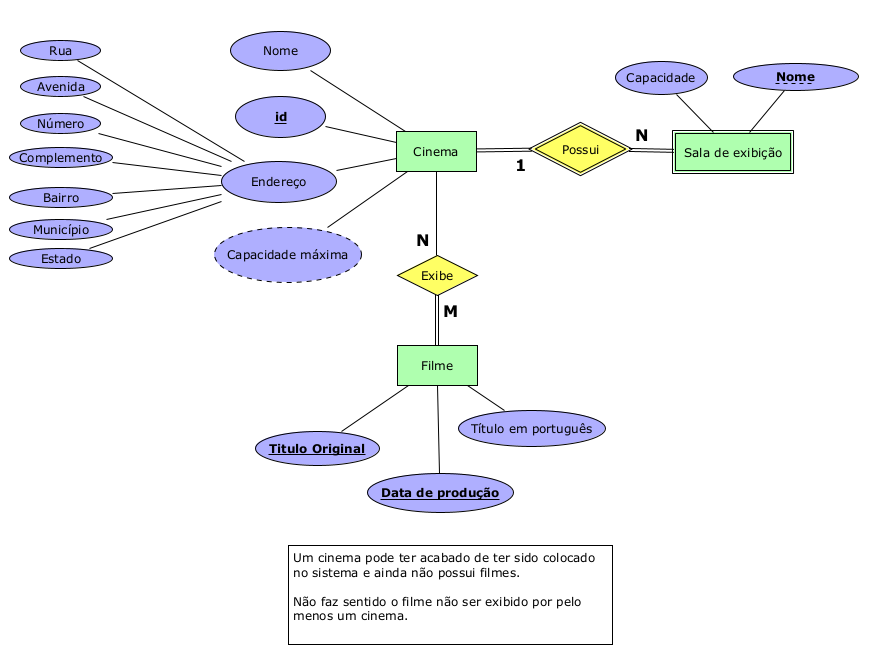 Rua
Avenida
Número
Complemento
Bairro
Município
Estado
Endereço
Nome
id
Capacidade máxima
Cinema
1
Possui
N
Sala de exibição
Capacidade
Nome
N
Exibe
M
Filme
Titulo Original
Data de produção
Título em português
Um cinema pode ter acabado de ter sido colocado
no sistema e ainda não possui filmes.
Não faz sentido o filme não ser exibido por pelo
menos um cinema.